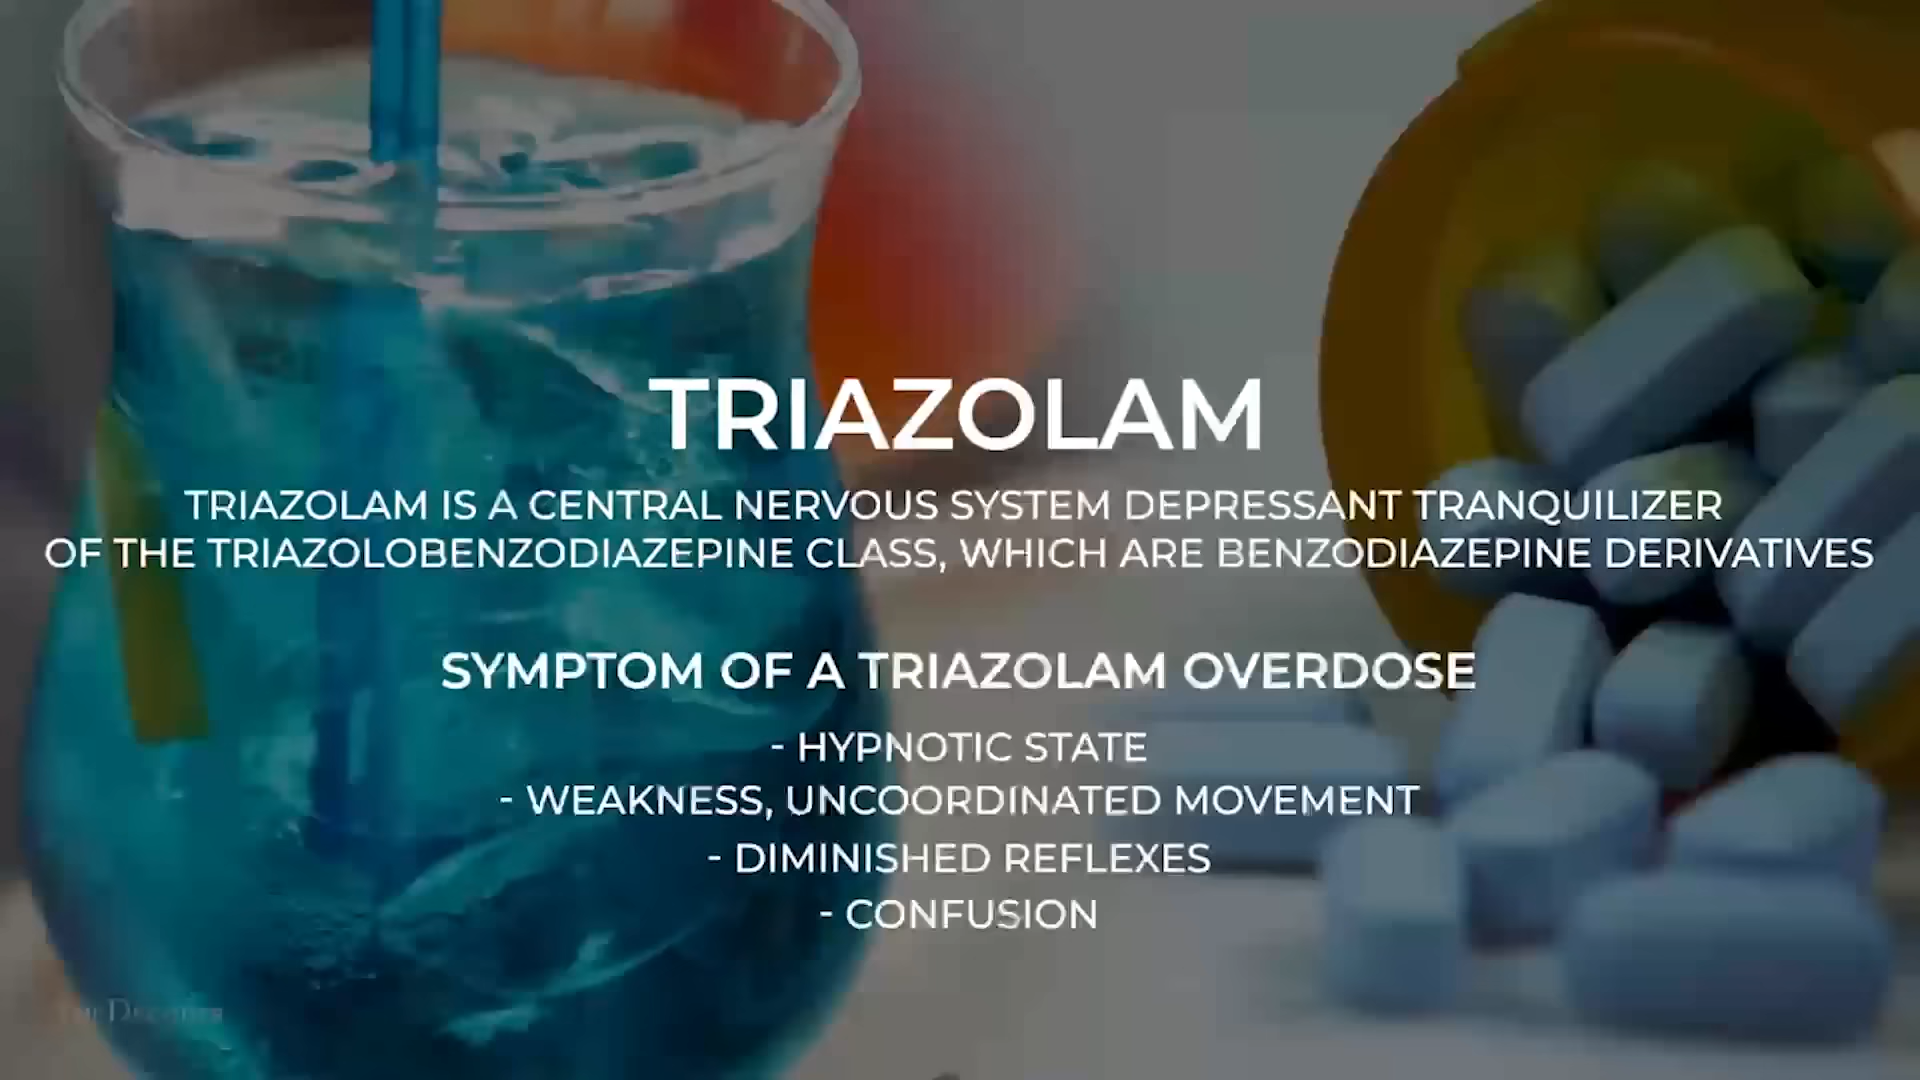 TRIAZOLAM
TRIAZOLAM IS A CENTRAL NERVOUS SYSTEM DEPRESSANT TRANQUILIZER
OF THE TRIAZOLOBENZODIAZEPINE CLASS, WHICH ARE BENZODIAZEPINE DERIVATIVES
SYMPTOM OF A TRIAZOLAM OVERDOSE
- HYPNOTIC STATE
- WEAKNESS, UNCOORDINATED MOVEMENT
- DIMINISHED REFLEXES
- CONFUSION